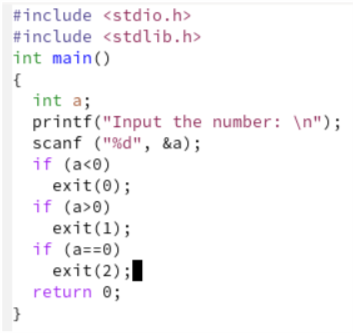 #include <stdio.h>
#include <stdlib.h>
int main()
{
  int a;
  printf("Input the number: \n");
  scanf ("%d", &a);
  if (a<0)
    exit(0);
  if (a>0)
    exit(1);
  if (a==0)
    exit(2);
  return 0;
}